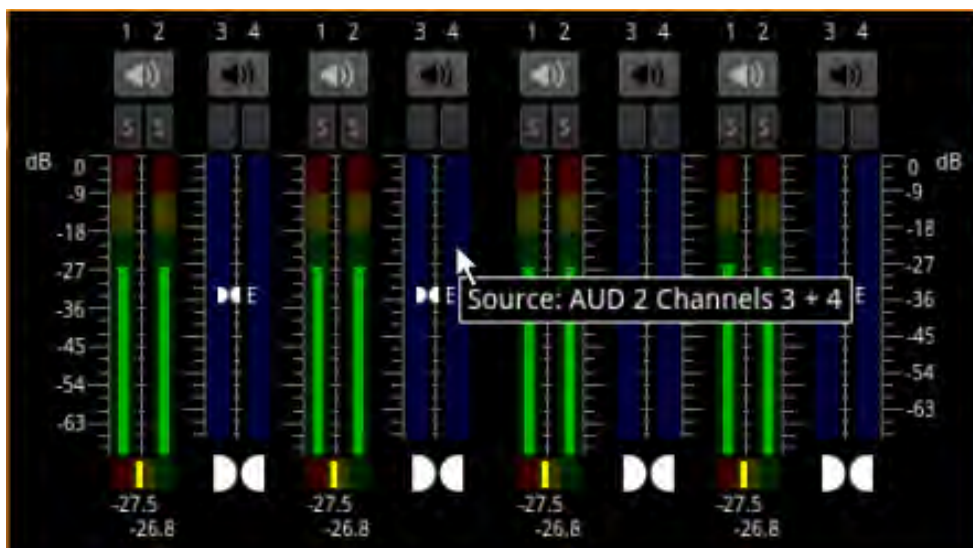 1 2 3 4 1 2 3 4 1 2 3 4 1 2 3 4
S S S S S S S S
dB 0 0 dB
-9 -9
-18 -18
-27 -27
-36 E E Source: AUD 2 Channels 3 + 4 E -36
-45 -45
-54 -54
-63 -63
-27.5 -27.5 -27.5 -27.5
-26.8 -26.8 -26.8 -26.8